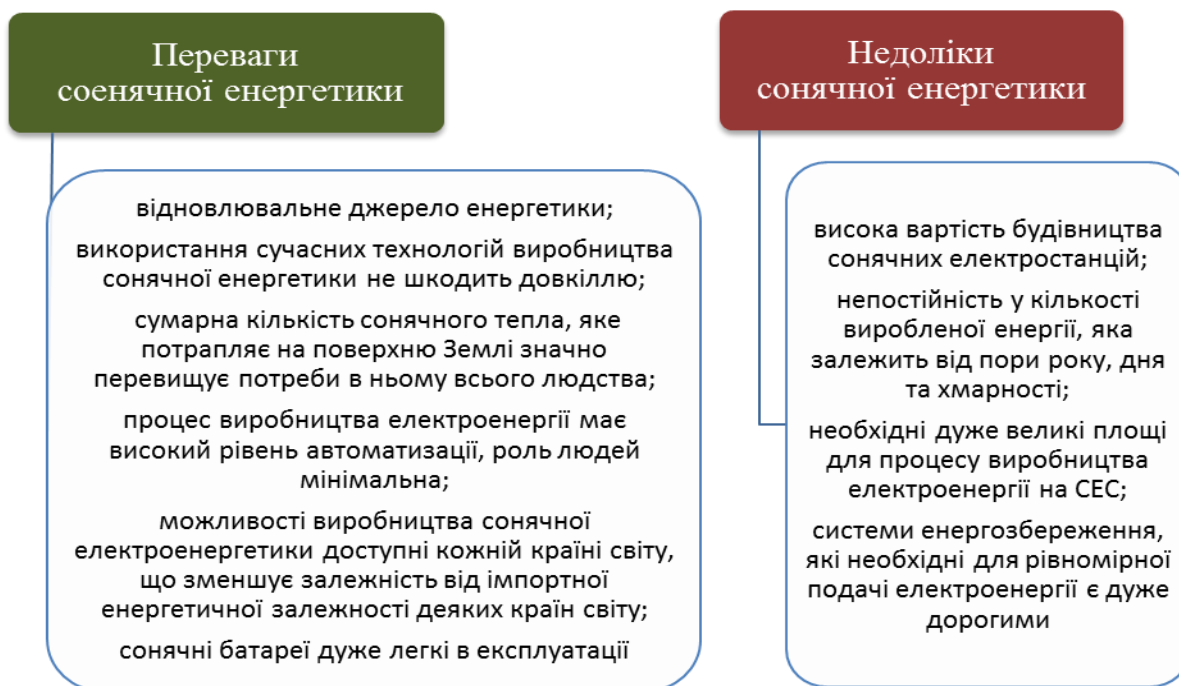 Переваги
соенячної енергетики
відновлювальне джерело енергетики;
використання сучасних технологій виробництва
сонячної енергетики не шкодить довкіллю;
сумарна кількість сонячного тепла, яке
потрапляє на поверхню Землі значно
перевищує потреби в ньому всього людства;
процес виробництва електроенергії має
високий рівень автоматизації, роль людей
мінімальна;
можливості виробництва сонячної
електроенергетики доступні кожній країні світу,
що зменшує залежність від імпортної
енергетичної залежності деяких країн світу;
сонячні батареї дуже легкі в експлуатації
Недоліки
сонячної енергетики
висока вартість будівництва
сонячних електростанцій;
непостійність у кількості
виробленої енергії, яка
залежить від пори року, дня
та хмарності;
необхідні дуже великі площі
для процесу виробництва
електроенергії на СЕС;
системи енергозбереження,
які необхідні для рівномірної
подачі електроенергії є дуже
дорогими